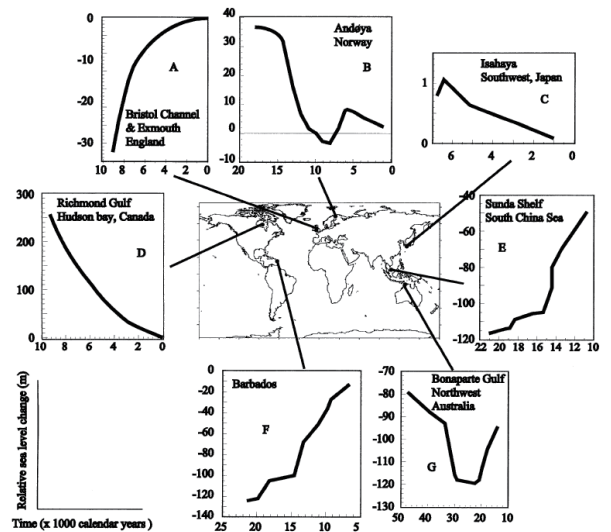 0
-10
-20
-30
A
Bristol Channel
& Exmouth
England
10 8 6 4 2 0
40
30
20
10
0
-10
Andøya
Norway
B
20 15 10 5 0
1
0
Isahaya
Southwest, Japan
C
6 4 2 0
300
200
100
00
Richmond Gulf
Hudson bay, Canada
D
10 8 6 4 2 0
-40
-60
-80
-100
-120
Sunda Shelf
South China Sea
E
22 20 18 16 14 12 10
Relative sea level change (m)
Time (x 1000 calendar years )
0
-20
-40
-60
-80
-100
-120
-140
Barbados
F
25 20 15 10 5
-70
-80
-90
-100
-110
-120
-130
Bonaparte Gulf
Northwest
Australia
G
50 40 30 20 10